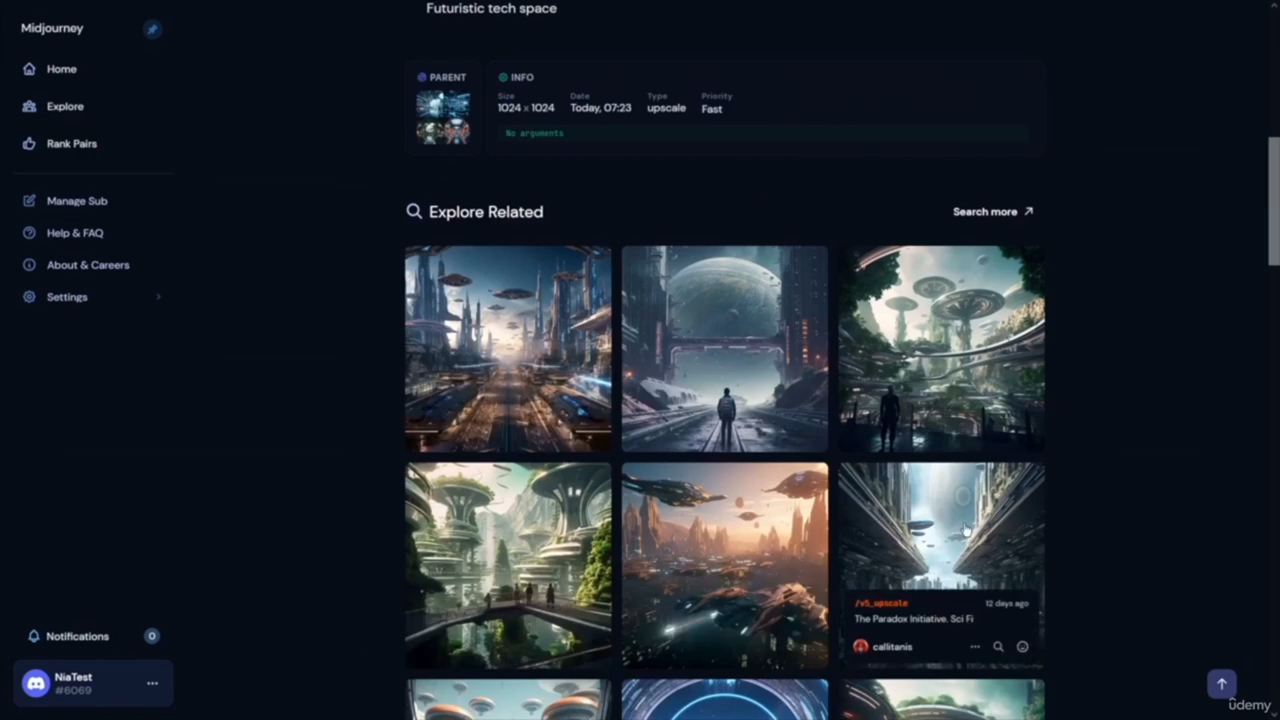 Futuristic tech space
Midjourney
Home
Explore
Rank Pairs
Manage Sub
Help & FAQ
About & Careers
Settings
Notifications 0
NiaTest
#6069
PARENT
INFO
Size Date Type Priority
1024 x 1024 Today, 07:23 upscale Fast
No arguments
Explore Related
Search more
/v5_upscale 12 days ago
The Paradox Initiative. Sci Fi
callitanis
ûdemy